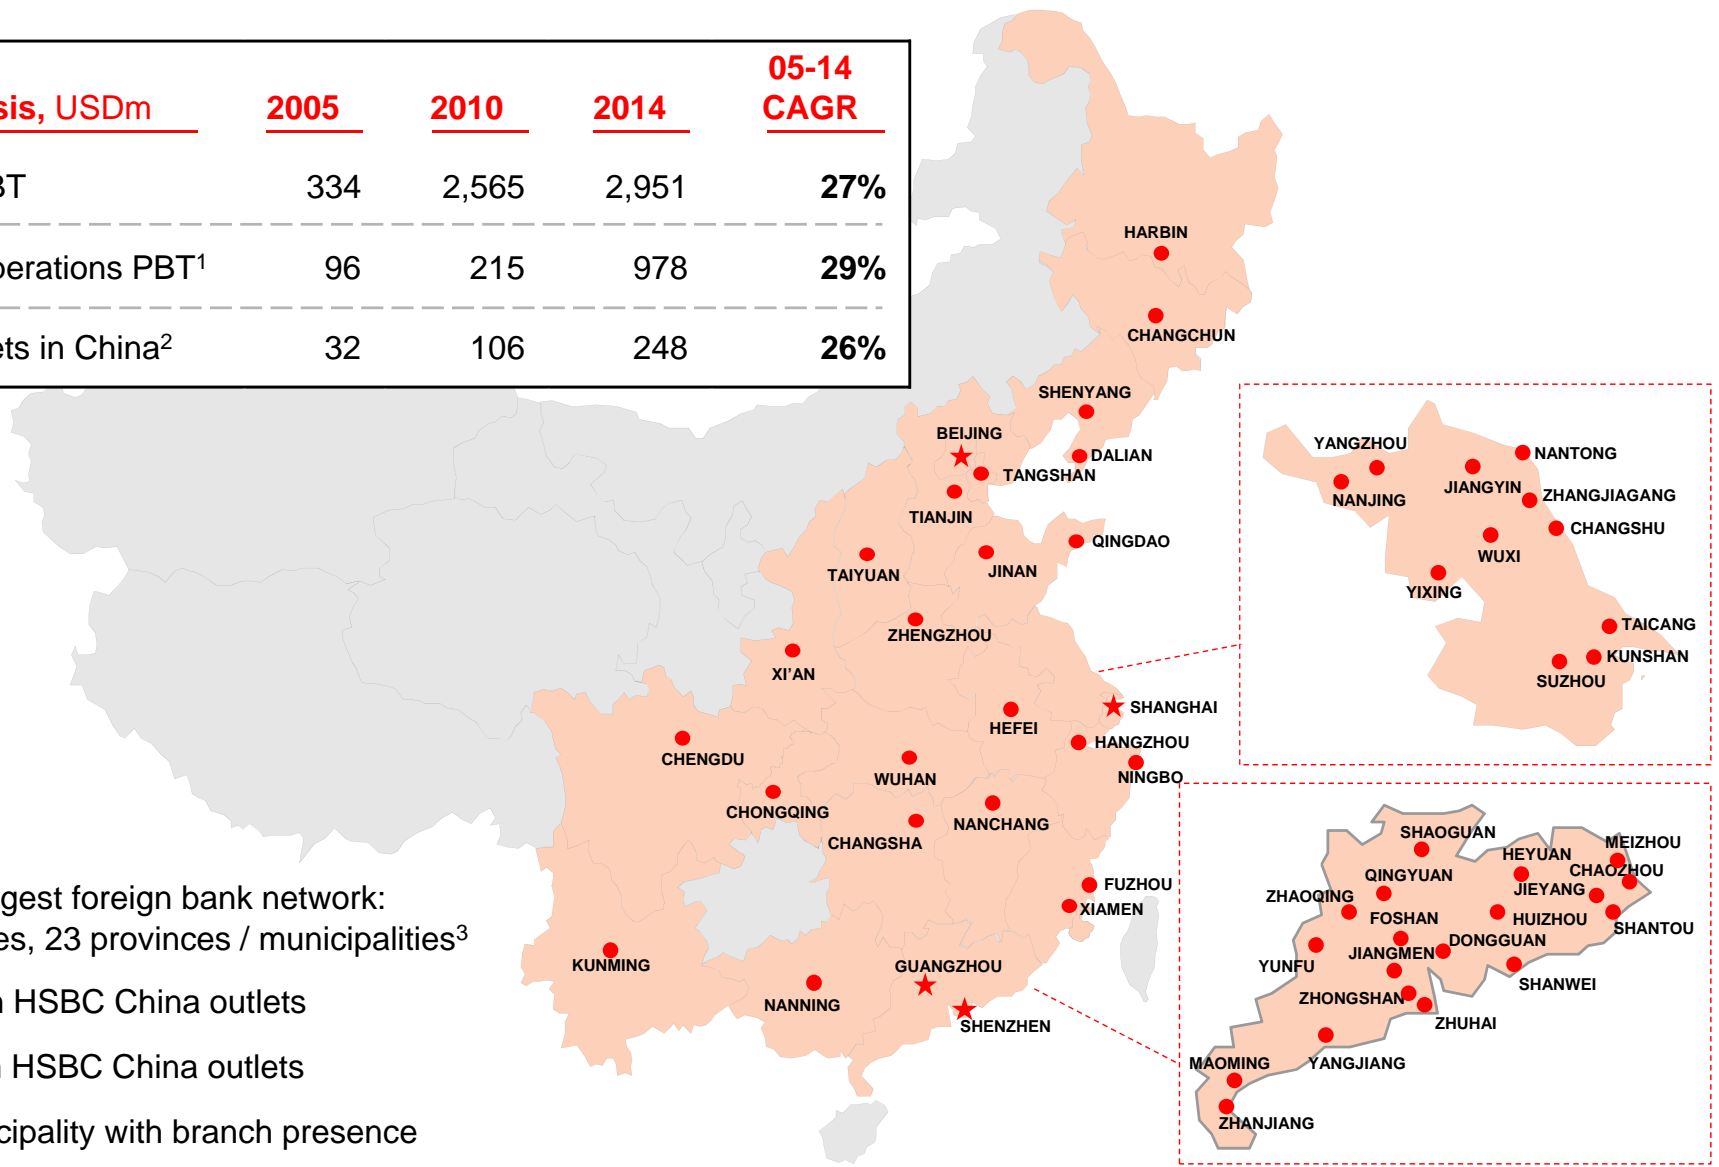 05-14
sis, USDm 2005 2010 2014 CAGR
BT 334 2,565 2,951 27%
perations PBT1 96 215 978 29%
ets in China2 32 106 248 26%
HARBIN
CHANGCHUN
SHENYANG
BEIJING
DALIAN
TANGSHAN
TIANJIN
QINGDAO
TAIYUAN
JINAN
ZHENGZHOU
XI’AN
SHANGHAI
HEFEI
HANGZHOU
CHENGDU
WUHAN
NINGBO
CHONGQING
NANCHANG
CHANGSHA
FUZHOU
XIAMEN
KUNMING
GUANGZHOU
NANNING
SHENZHEN
YANGZHOU
NANTONG
NANJING
JIANGYIN
ZHANGJIAGANG
CHANGSHU
WUXI
YIXING
TAICANG
KUNSHAN
SUZHOU
SHAOGUAN
MEIZHOU
HEYUAN
CHAOZHOU
QINGYUAN
JIEYANG
ZHAOQING
FOSHAN
HUIZHOU
SHANTOU
DONGGUAN
JIANGMEN
YUNFU
SHANWEI
ZHONGSHAN
ZHUHAI
MAOMING
YANGJIANG
ZHANJIANG
gest foreign bank network:
es, 23 provinces / municipalities3
n HSBC China outlets
n HSBC China outlets
cipality with branch presence